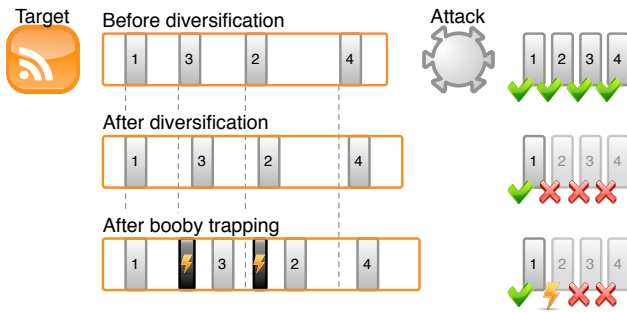 Target
Before diversification
Attack
1 3 2 4
1 2 3 4
After diversification
1 3 2 4
1 2 3 4
After booby trapping
1 3 2 4
1 2 3 4